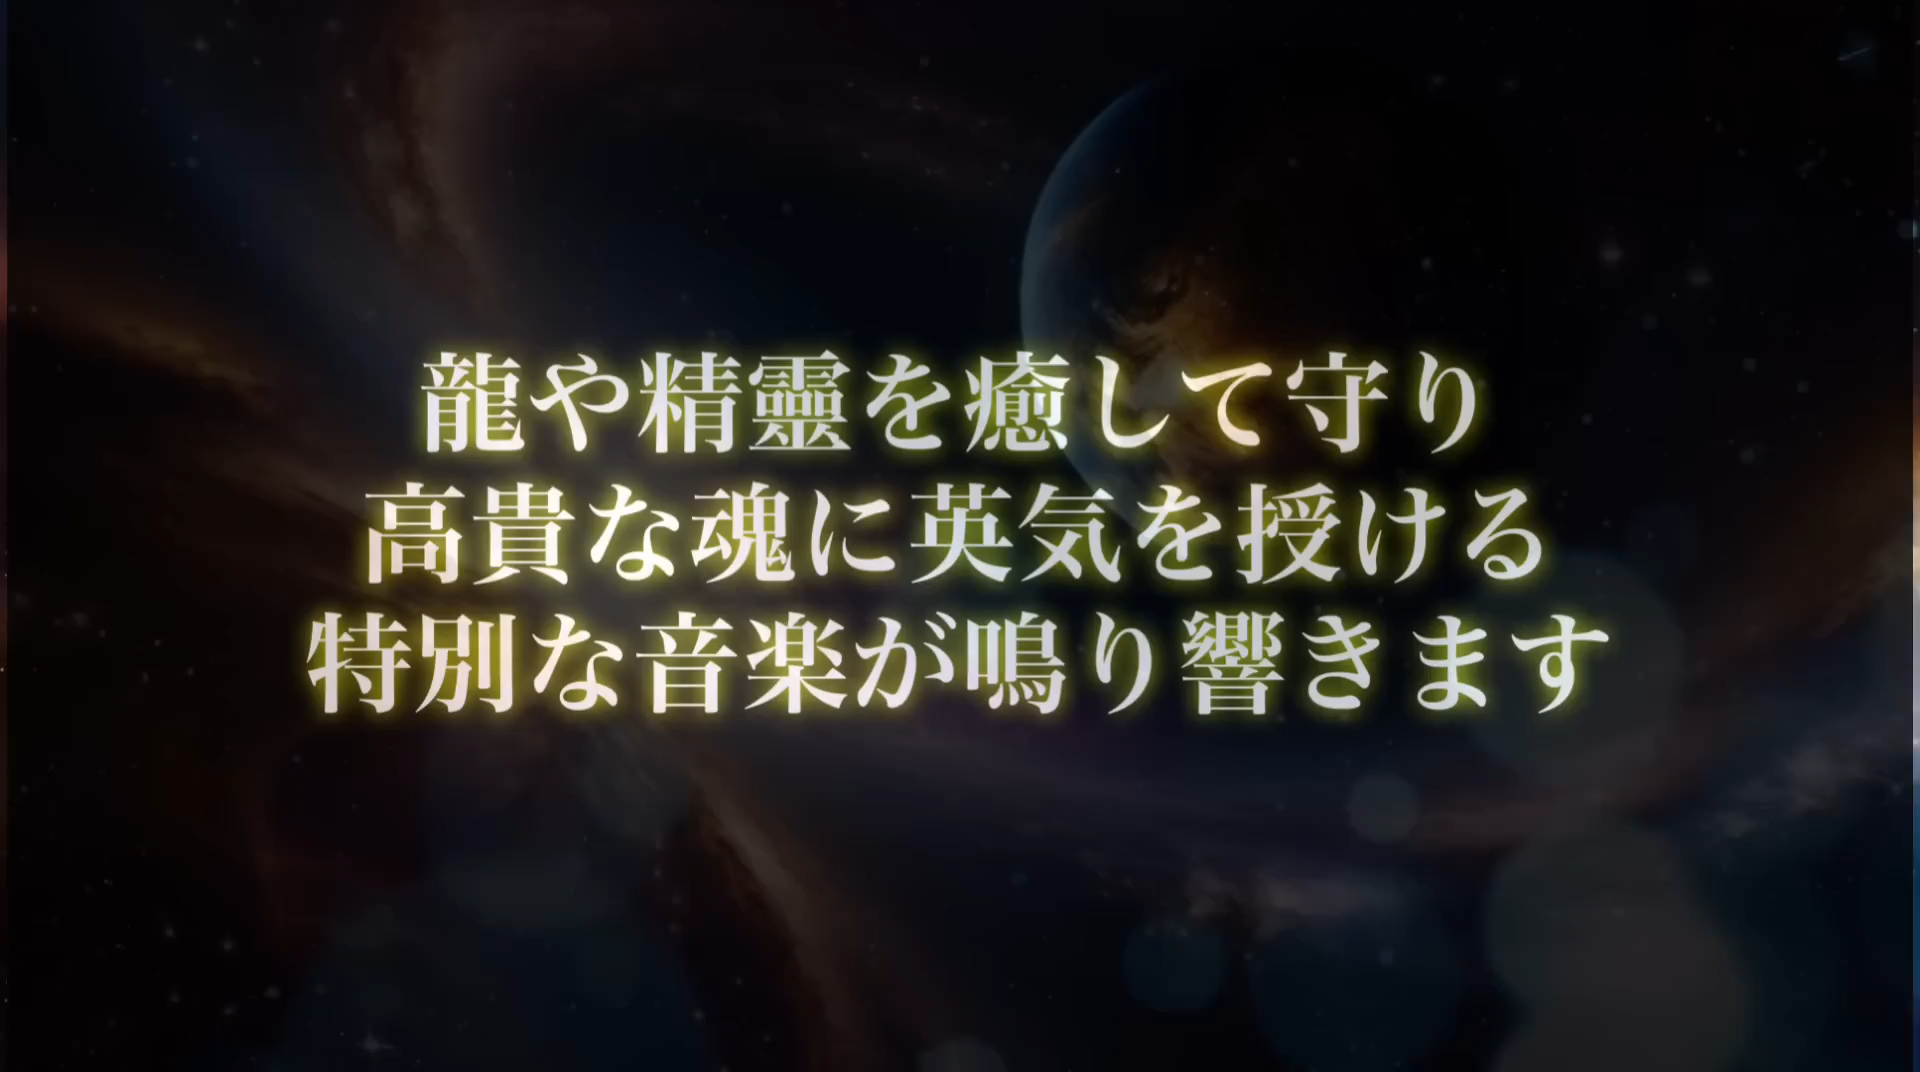 龍や精靈を癒して守り
高貴な魂に英気を授ける
特別な音楽が鳴り響きます